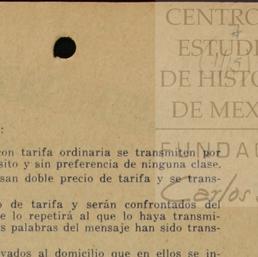 CENTRO
ESTUDI
DE HISTO
DE MEX
FUNDA
Carlos
:
con tarifa ordinaria se transmiten por
sito y sin preferencia de ninguna clase.
san doble precio de tarifa y se trans-
o de tarifa y serán confrontados del
e lo repetirá al que lo haya transmi-
s palabras del mensaje han sido trans-
vados al domicilio que en ellos se in-